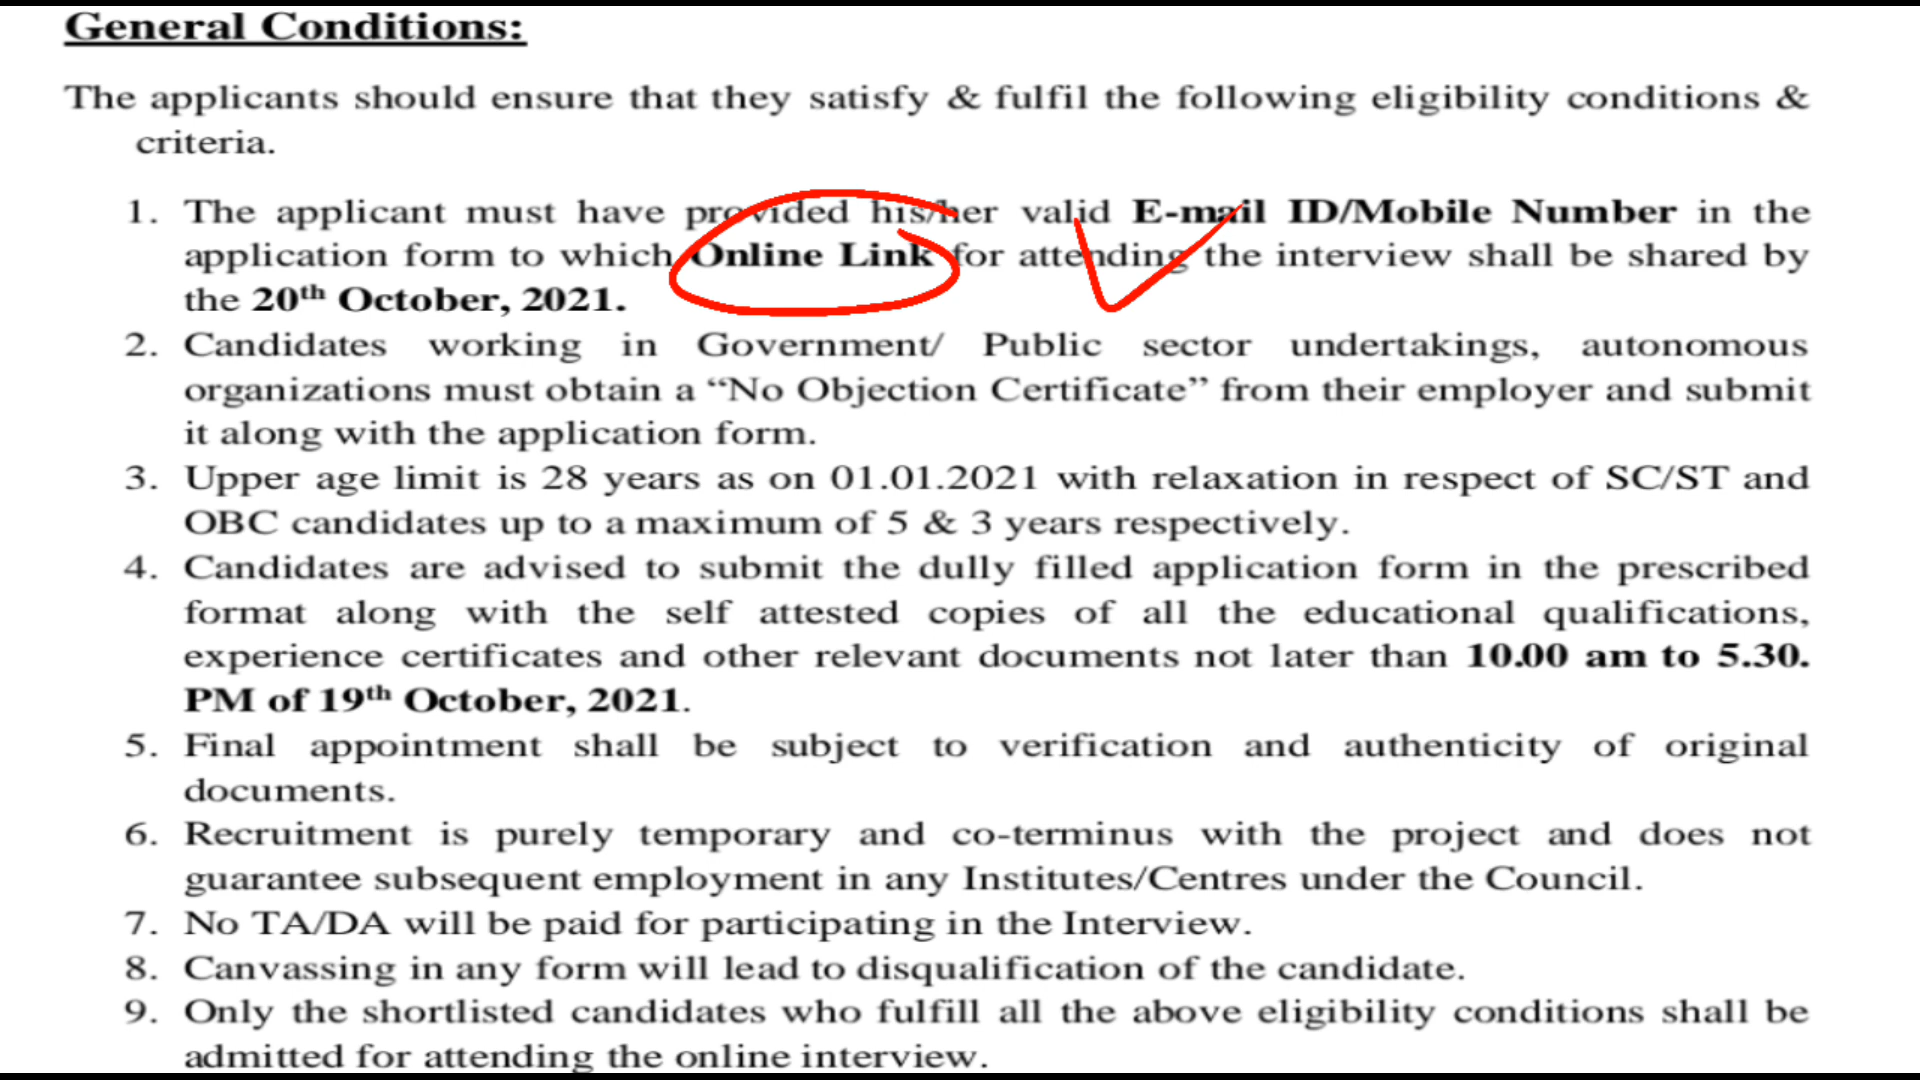 General Conditions:
The applicants should ensure that they satisfy & fulfil the following eligibility conditions &
criteria.
1. The applicant must have provided his/her valid E-mail ID/Mobile Number in the
application form to which Online Link for attending the interview shall be shared by
the 20th October, 2021.
2. Candidates working in Government/ Public sector undertakings, autonomous
organizations must obtain a “No Objection Certificate” from their employer and submit
it along with the application form.
3. Upper age limit is 28 years as on 01.01.2021 with relaxation in respect of SC/ST and
OBC candidates up to a maximum of 5 & 3 years respectively.
4. Candidates are advised to submit the dully filled application form in the prescribed
format along with the self attested copies of all the educational qualifications,
experience certificates and other relevant documents not later than 10.00 am to 5.30.
PM of 19th October, 2021.
5. Final appointment shall be subject to verification and authenticity of original
documents.
6. Recruitment is purely temporary and co-terminus with the project and does not
guarantee subsequent employment in any Institutes/Centres under the Council.
7. No TA/DA will be paid for participating in the Interview.
8. Canvassing in any form will lead to disqualification of the candidate.
9. Only the shortlisted candidates who fulfill all the above eligibility conditions shall be
admitted for attending the online interview.